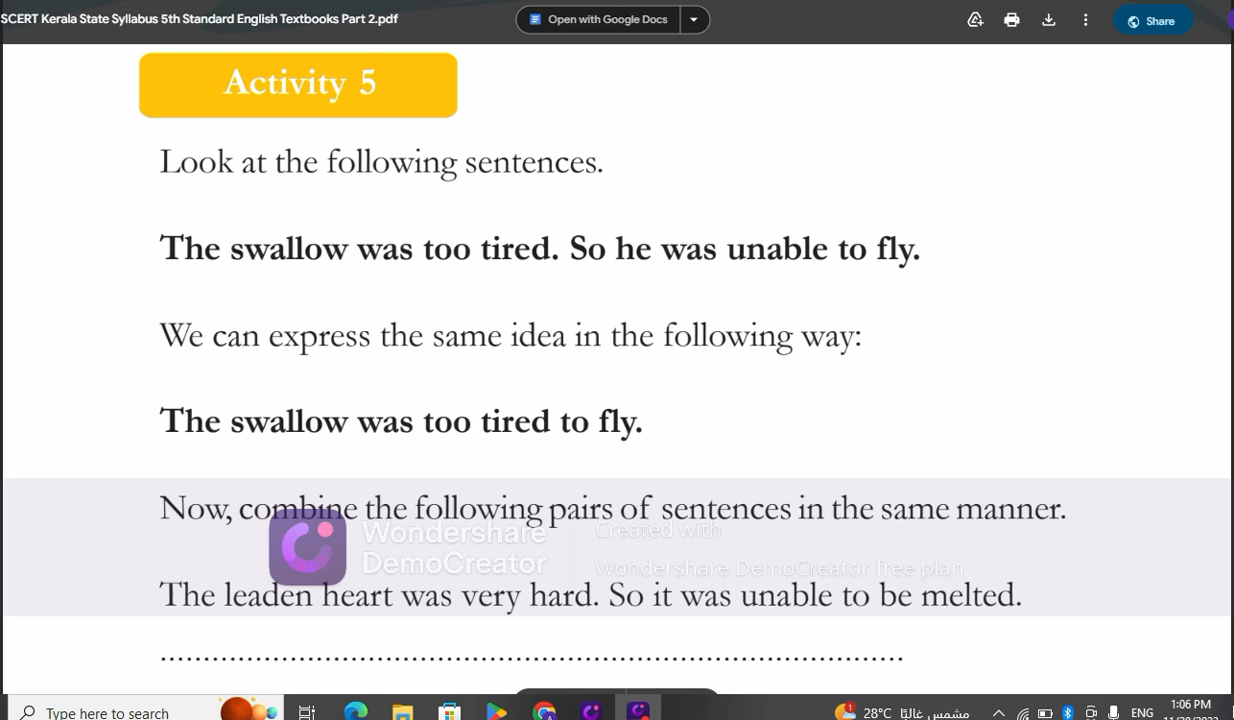 SCERT Kerala State Syllabus 5th Standard English Textbooks Part 2.pdf
Open with Google Docs
Share
Activity 5
Look at the following sentences.
The swallow was too tired. So he was unable to fly.
We can express the same idea in the following way:
The swallow was too tired to fly.
Now, combine the following pairs of sentences in the same manner.
Wondershare DemoCreator
Created with
Wondershare DemoCreator free plan
The leaden heart was very hard. So it was unable to be melted.
......................................................................................
Type here to search
28°C مشمس غالبًا
ENG
1:06 PM